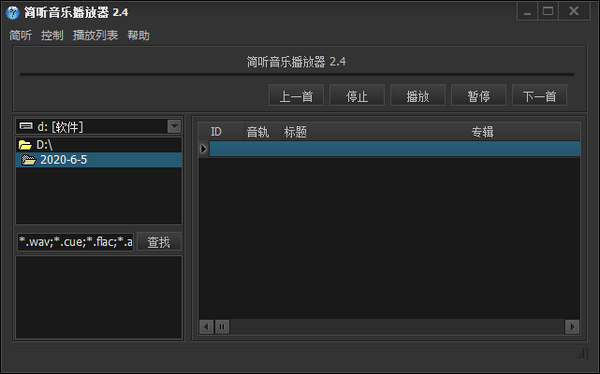 简听音乐播放器 2.4
简听 控制 播放列表 帮助
简听音乐播放器 2.4
上一首 停止 播放 暂停 下一首
d: [软件]
D:\
2020-6-5
*.wav;*.cue;*.flac;*.a 查找
ID 音轨 标题 专辑